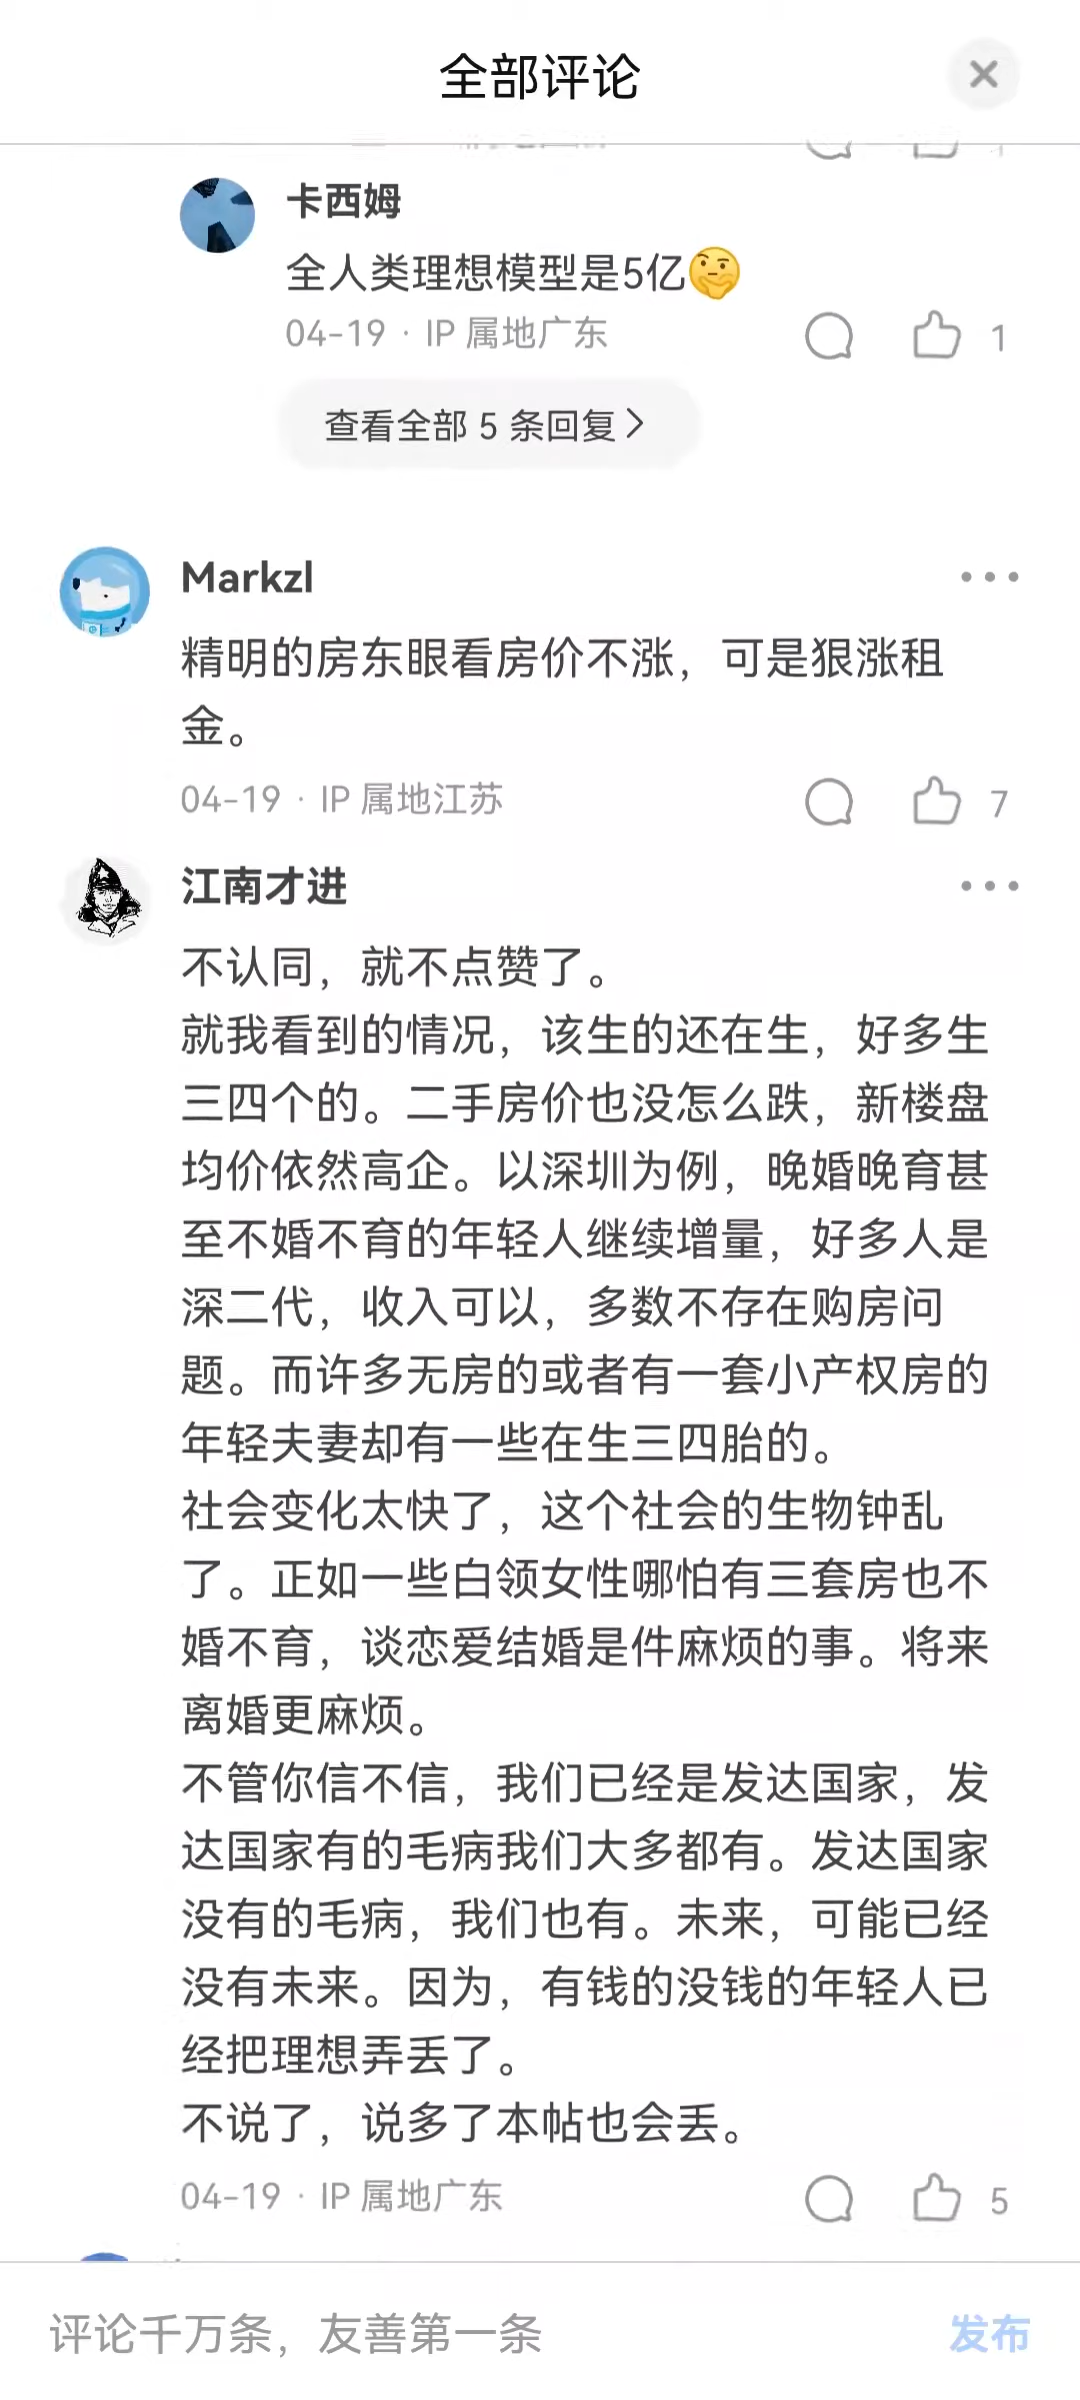 全部评论
卡西姆
全人类理想模型是5亿🤔
04-19 · IP 属地广东
1
查看全部 5 条回复
Markzl
精明的房东眼看房价不涨，可是狠涨租
金。
04-19 · IP 属地江苏
7
江南才进
不认同，就不点赞了。
就我看到的情况，该生的还在生，好多生
三四个的。二手房价也没怎么跌，新楼盘
均价依然高企。以深圳为例，晚婚晚育甚
至不婚不育的年轻人继续增量，好多人是
深二代，收入可以，多数不存在购房问
题。而许多无房的或者有一套小产权房的
年轻夫妻却有一些在生三四胎的。
社会变化太快了，这个社会的生物钟乱
了。正如一些白领女性哪怕有三套房也不
婚不育，谈恋爱结婚是件麻烦的事。将来
离婚更麻烦。
不管你信不信，我们已经是发达国家，发
达国家有的毛病我们大多都有。发达国家
没有的毛病，我们也有。未来，可能已经
没有未来。因为，有钱的没钱的年轻人已
经把理想弄丢了。
不说了，说多了本帖也会丢。
04-19 · IP 属地广东
5
评论千万条，友善第一条
发布